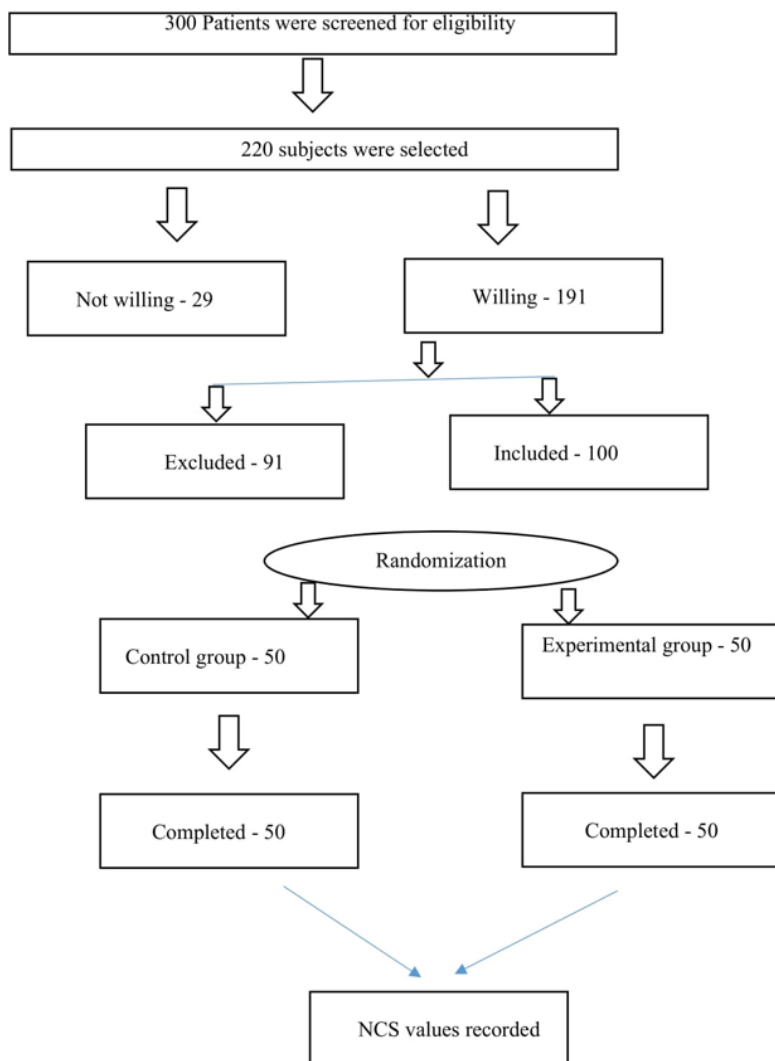 300 Patients were screened for eligibility
220 subjects were selected
Not willing - 29
Willing - 191
Excluded - 91
Included - 100
Randomization
Control group - 50
Experimental group - 50
Completed - 50
Completed - 50
NCS values recorded